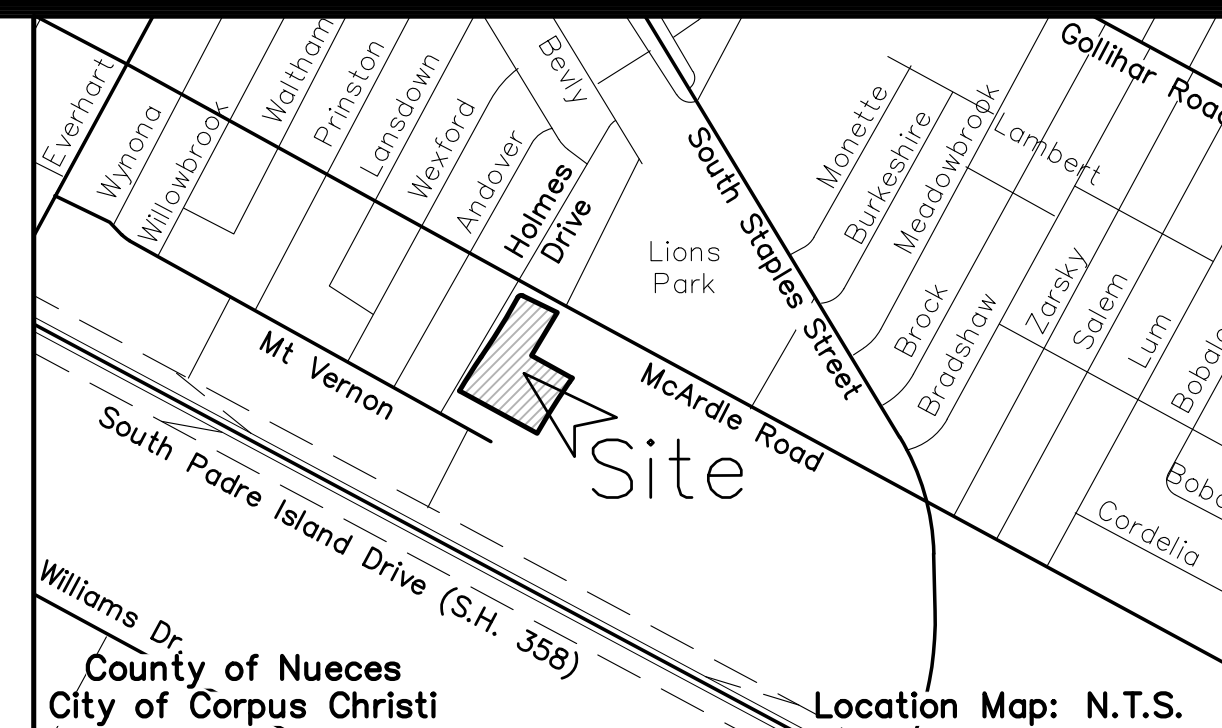 Everhart
Wynona
Willowbrook
Waltham
Prinston
Lansdown
Wexford
Andover
Holmes
Drive
Bevly
South Staples Street
Lions
Park
Monette
Burkeshire
Meadowbrook
Lambert
Gollihar Road
Brock
Bradshaw
Zarsky
Salem
Lum
Mt Vernon
McArdle Road
Site
Cordelia
South Padre Island Drive (S.H. 358)
Williams Dr.
County of Nueces
City of Corpus Christi
Location Map: N.T.S.